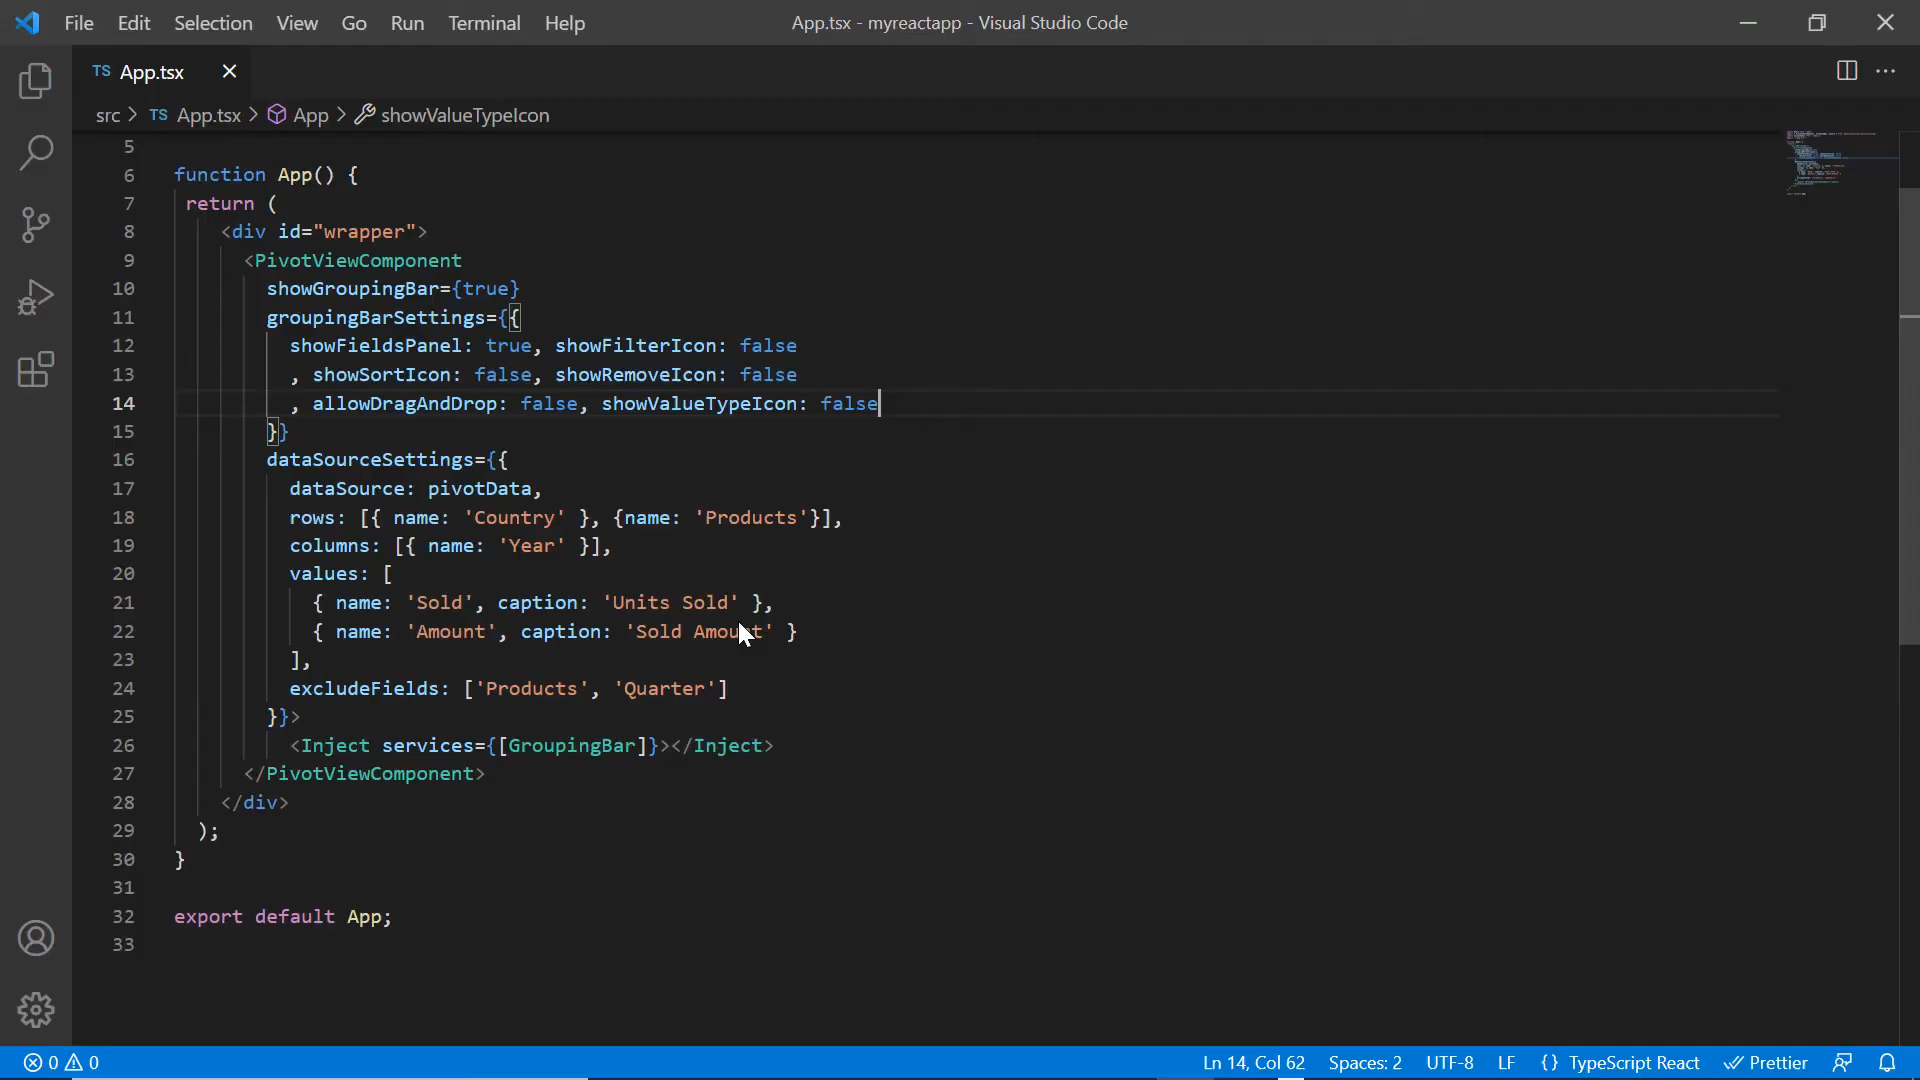 File Edit Selection View Go Run Terminal Help App.tsx - myreactapp - Visual Studio Code
TS App.tsx
src > TS App.tsx > App > showValueTypeIcon
5
6 function App() {
7 return (
8 <div id="wrapper">
9 <PivotViewComponent
10 showGroupingBar={true}
11 groupingBarSettings={{
12 showFieldsPanel: true, showFilterIcon: false
13 , showSortIcon: false, showRemoveIcon: false
14 , allowDragAndDrop: false, showValueTypeIcon: false
15 }}
16 dataSourceSettings={{
17 dataSource: pivotData,
18 rows: [{ name: 'Country' }, {name: 'Products'}],
19 columns: [{ name: 'Year' }],
20 values: [
21 { name: 'Sold', caption: 'Units Sold' },
22 { name: 'Amount', caption: 'Sold Amount' }
23 ],
24 excludeFields: ['Products', 'Quarter']
25 }}>
26 <Inject services={[GroupingBar]}></Inject>
27 </PivotViewComponent>
28 </div>
29 );
30 }
31
32 export default App;
33
0 0 Ln 14, Col 62 Spaces: 2 UTF-8 LF {} TypeScript React Prettier